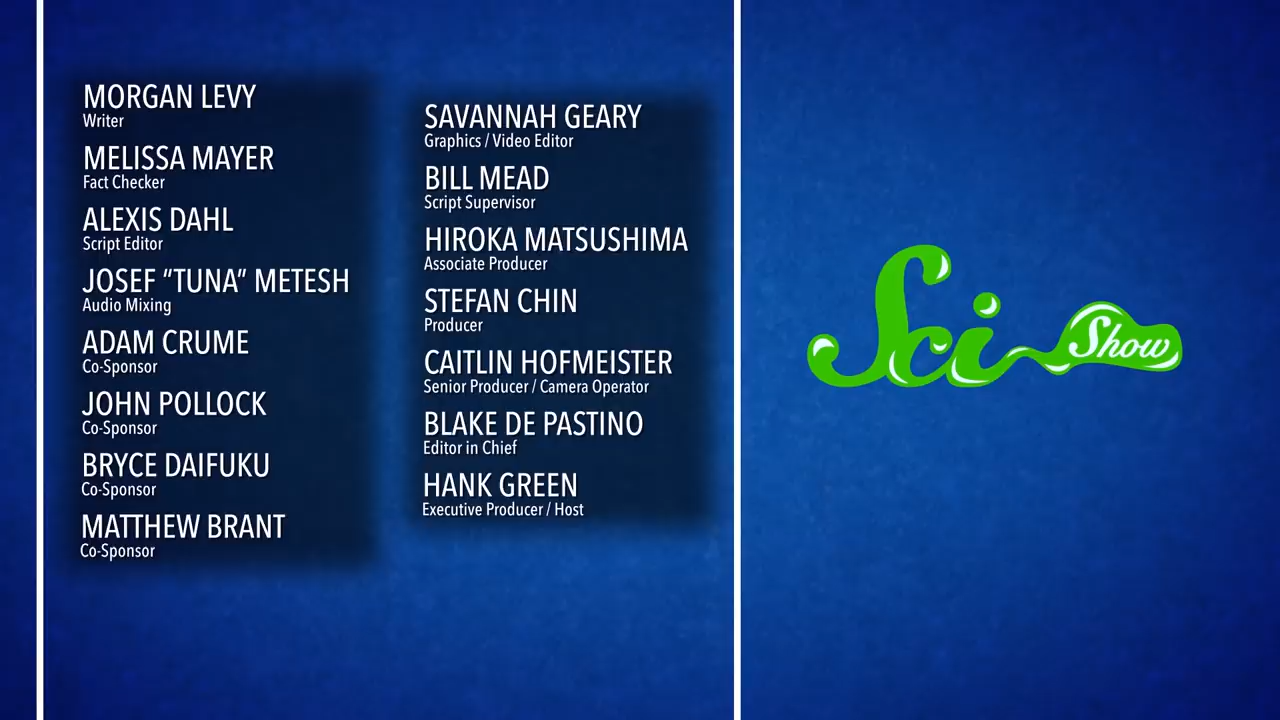 MORGAN LEVY
Writer
MELISSA MAYER
Fact Checker
ALEXIS DAHL
Script Editor
JOSEF “TUNA” METESH
Audio Mixing
ADAM CRUME
Co-Sponsor
JOHN POLLOCK
Co-Sponsor
BRYCE DAIFUKU
Co-Sponsor
MATTHEW BRANT
Co-Sponsor
SAVANNAH GEARY
Graphics / Video Editor
BILL MEAD
Script Supervisor
HIROKA MATSUSHIMA
Associate Producer
STEFAN CHIN
Producer
CAITLIN HOFMEISTER
Senior Producer / Camera Operator
BLAKE DE PASTINO
Editor in Chief
HANK GREEN
Executive Producer / Host
Sci Show